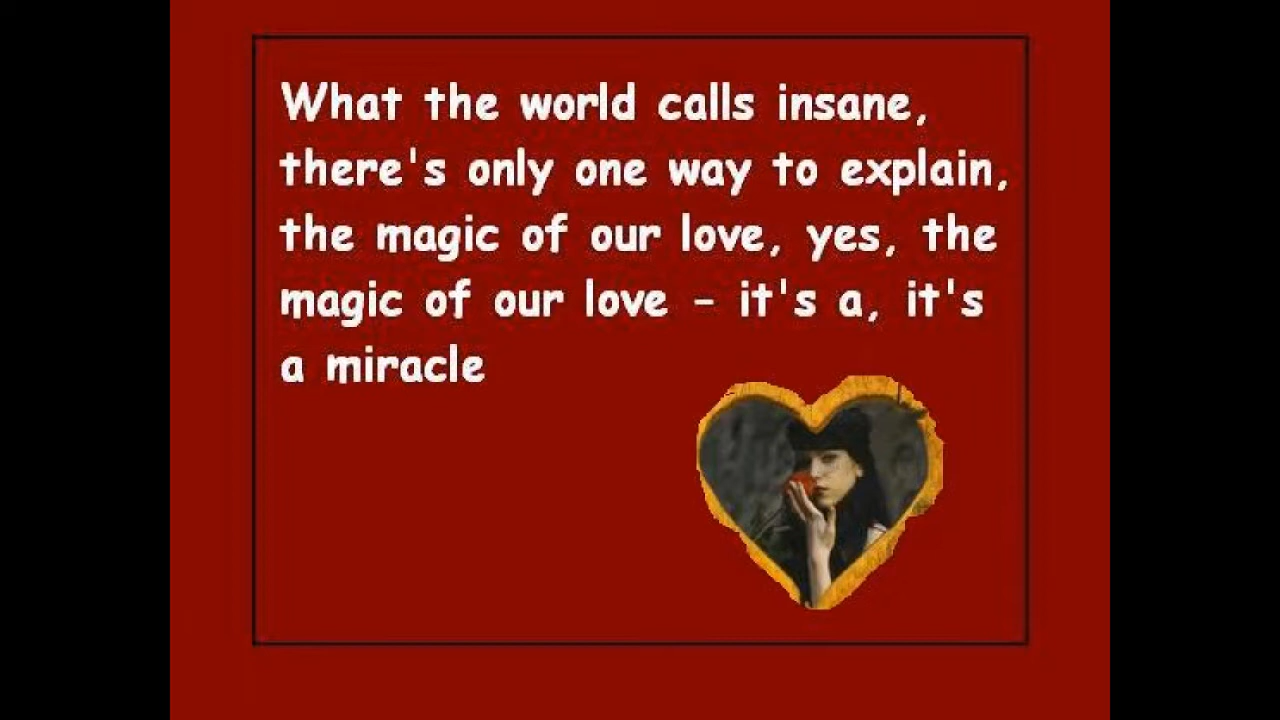 What the world calls insane,
there's only one way to explain,
the magic of our love, yes, the
magic of our love - it's a, it's
a miracle